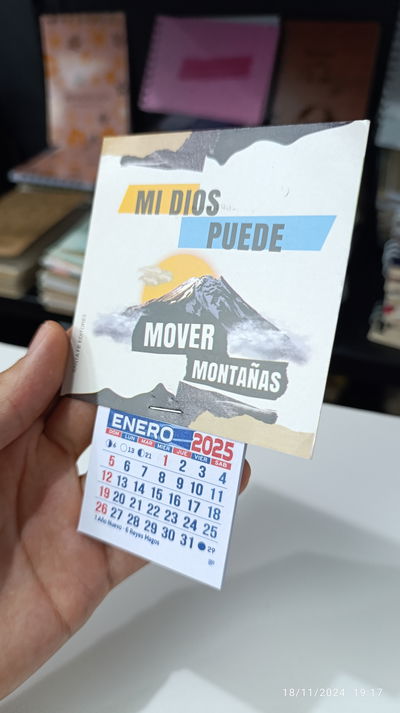 MI DIOS
PUEDE
MOVER
MONTAÑAS
ENERO 2025
DOM LUN MAR MIER JUE VIER SAB
6 13 21 1 2 3 4
5 6 7 8 9 10 11
12 13 14 15 16 17 18
19 20 21 22 23 24 25
26 27 28 29 30 31 29
1 Año Nuevo - 6 Reyes Magos
18/11/2024 19:17